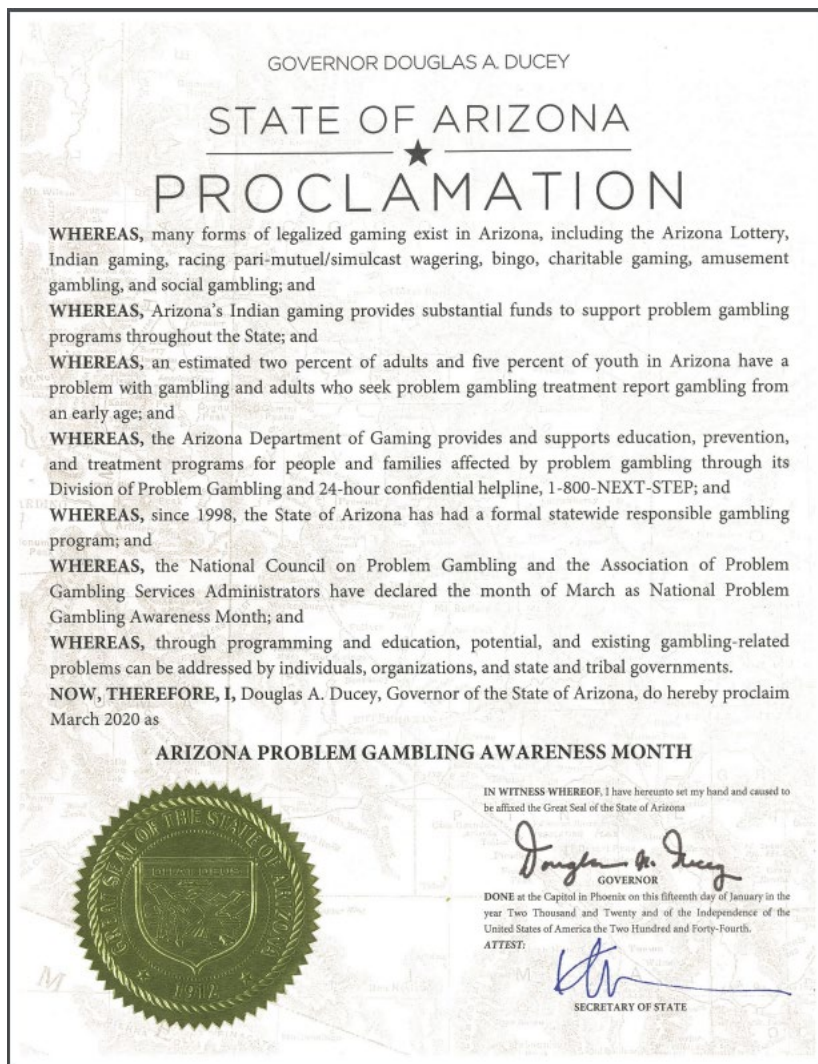 GOVERNOR DOUGLAS A. DUCEY
STATE OF ARIZONA
PROCLAMATION
WHEREAS, many forms of legalized gaming exist in Arizona, including the Arizona Lottery,
Indian gaming, racing pari-mutuel/simulcast wagering, bingo, charitable gaming, amusement
gambling, and social gambling; and
WHEREAS, Arizona's Indian gaming provides substantial funds to support problem gambling
programs throughout the State; and
WHEREAS, an estimated two percent of adults and five percent of youth in Arizona have a
problem with gambling and adults who seek problem gambling treatment report gambling from
an early age; and
WHEREAS, the Arizona Department of Gaming provides and supports education, prevention,
and treatment programs for people and families affected by problem gambling through its
Division of Problem Gambling and 24-hour confidential helpline, 1-800-NEXT-STEP; and
WHEREAS, since 1998, the State of Arizona has had a formal statewide responsible gambling
program; and
WHEREAS, the National Council on Problem Gambling and the Association of Problem
Gambling Services Administrators have declared the month of March as National Problem
Gambling Awareness Month; and
WHEREAS, through programming and education, potential, and existing gambling-related
problems can be addressed by individuals, organizations, and state and tribal governments.
NOW, THEREFORE, I, Douglas A. Ducey, Governor of the State of Arizona, do hereby proclaim
March 2020 as
ARIZONA PROBLEM GAMBLING AWARENESS MONTH
GREAT SEAL OF THE STATE OF ARIZONA
DITAT DEUS
1912
IN WITNESS WHEREOF, I have hereunto set my hand and caused to
be affixed the Great Seal of the State of Arizona
Douglas A. Ducey
GOVERNOR
DONE at the Capitol in Phoenix on this fifteenth day of January in the
year Two Thousand and Twenty and of the Independence of the
United States of America the Two Hundred and Forty-Fourth.
ATTEST:
SECRETARY OF STATE